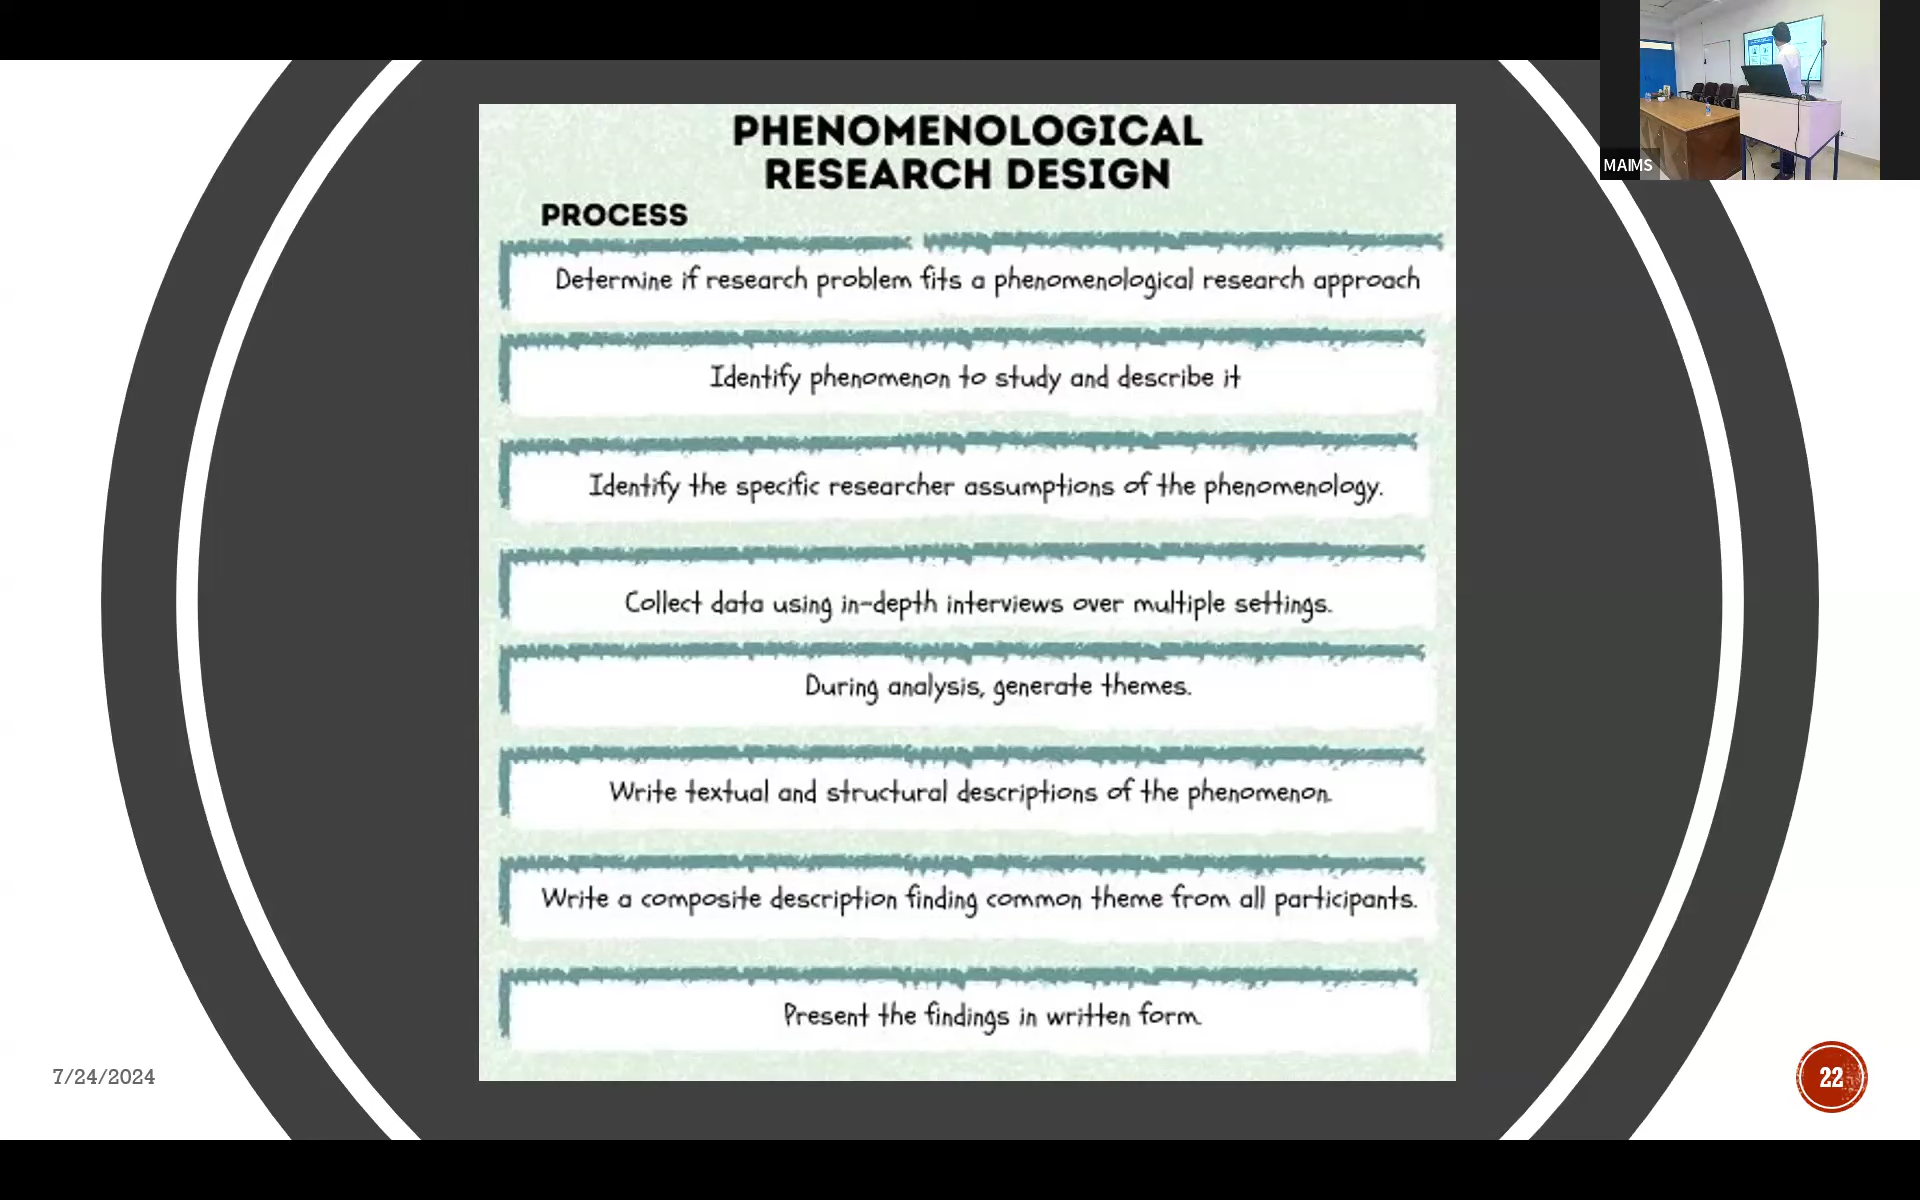 PHENOMENOLOGICAL
RESEARCH DESIGN
PROCESS
Determine if research problem fits a phenomenological research approach
Identify phenomenon to study and describe it
Identify the specific researcher assumptions of the phenomenology.
Collect data using in-depth interviews over multiple settings.
During analysis, generate themes.
Write textual and structural descriptions of the phenomenon.
Write a composite description finding common theme from all participants.
Present the findings in written form.
7/24/2024
22
MAIMS